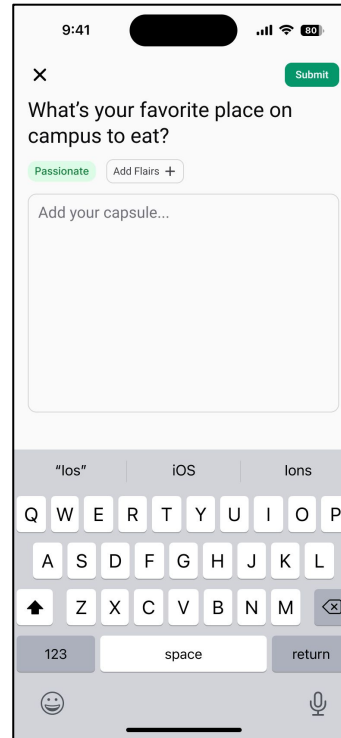 9:41
80
Submit
What's your favorite place on
campus to eat?
Passionate
Add Flairs +
Add your capsule...
“Ios” iOS Ions
Q W E R T Y U I O P
A S D F G H J K L
Z X C V B N M
123 space return